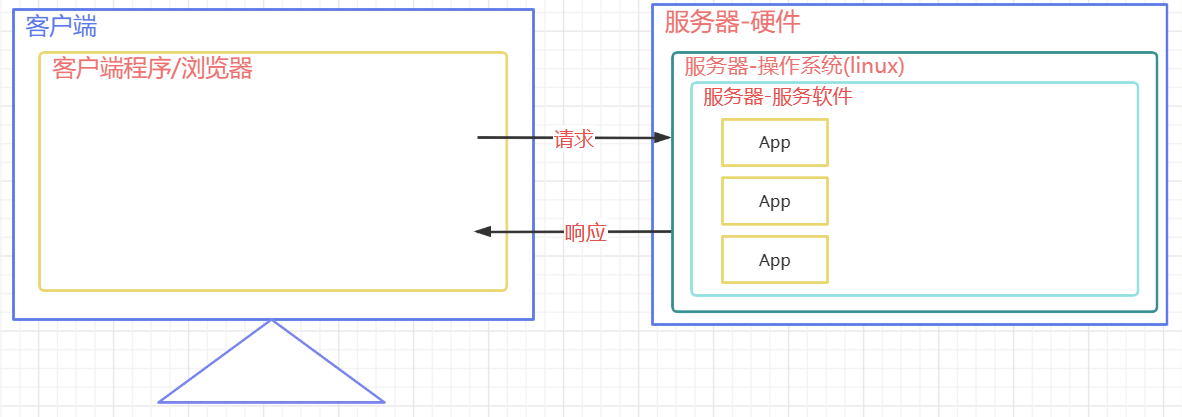 客户端
客户端程序/浏览器
请求
响应
服务器-硬件
服务器-操作系统(linux)
服务器-服务软件
App
App
App